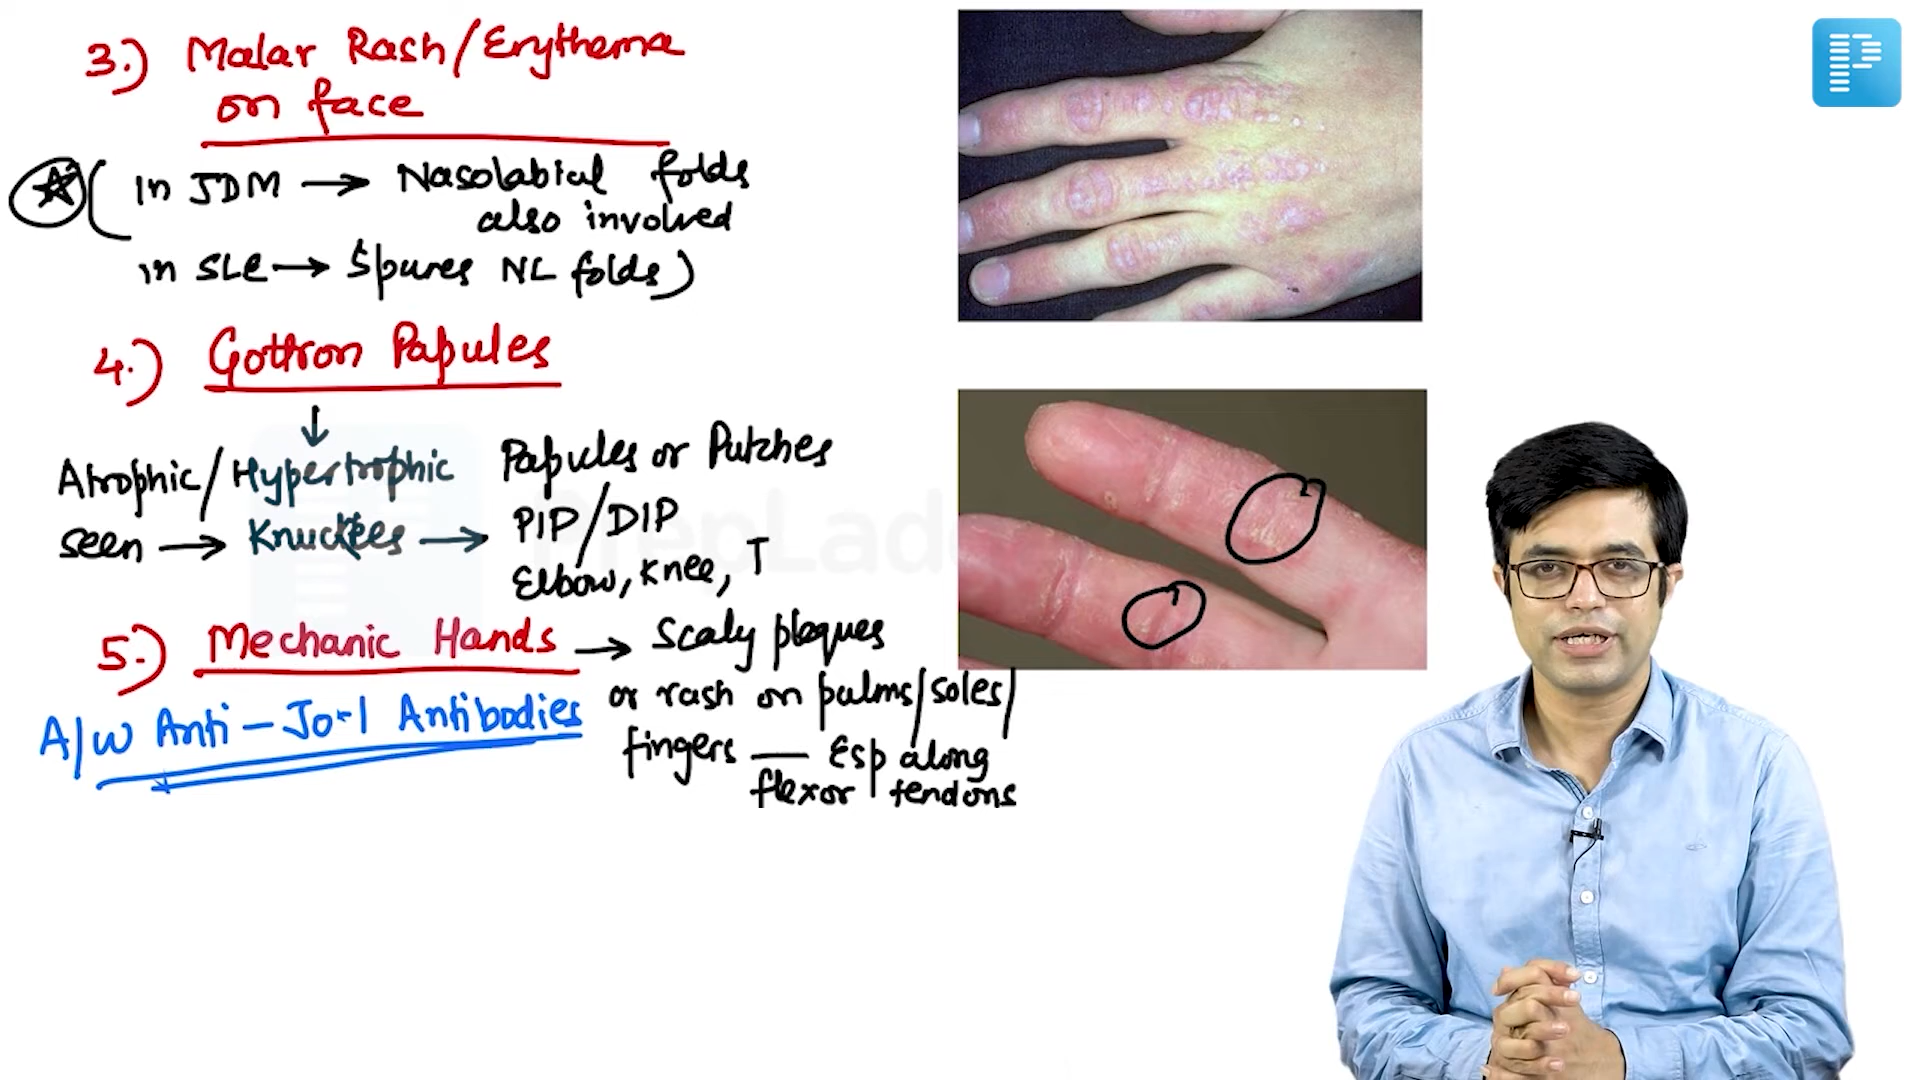 3.) Malar Rash/Erythema
on face
(In JDM → Nasolabial folds
also involved
in SLE → Spares NL folds)
4.) Gottron Papules
↓
Atrophic/Hypertrophic Papules or Patches
seen → Knuckles → PIP/DIP
Elbow, Knee, T
5.) Mechanic Hands → Scaly plaques
or rash on palms/soles/
fingers — Esp along
flexor tendons
A/w Anti-Jo-1 Antibodies